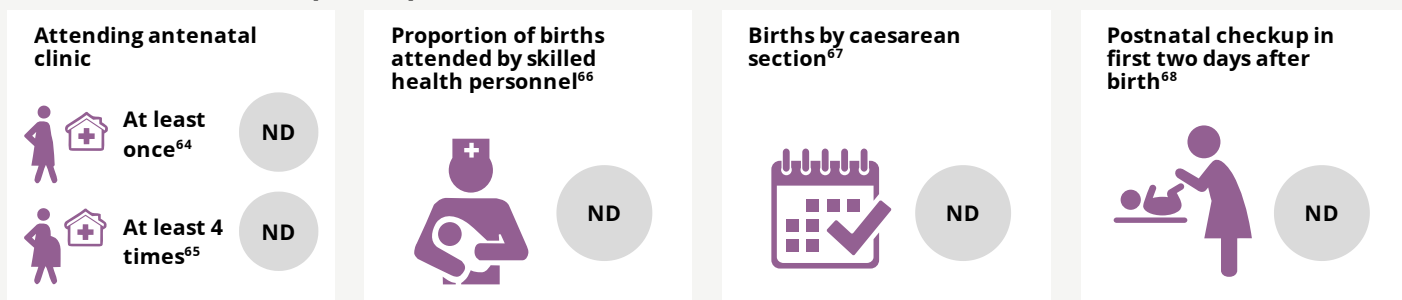 Attending antenatal
clinic
At least
once⁶⁴
ND
At least 4
times⁶⁵
ND
Proportion of births
attended by skilled
health personnel⁶⁶
ND
Births by caesarean
section⁶⁷
ND
Postnatal checkup in
first two days after
birth⁶⁸
ND